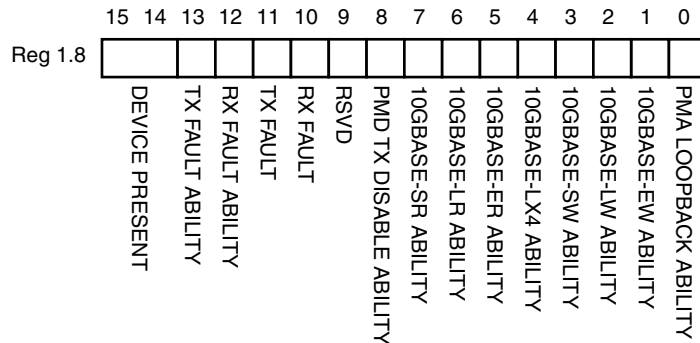 15 14 13 12 11 10 9 8 7 6 5 4 3 2 1 0
Reg 1.8
DEVICE PRESENT
TX FAULT ABILITY
RX FAULT ABILITY
TX FAULT
RX FAULT
RSVD
PMD TX DISABLE ABILITY
10GBASE-SR ABILITY
10GBASE-LR ABILITY
10GBASE-ER ABILITY
10GBASE-LX4 ABILITY
10GBASE-SW ABILITY
10GBASE-LW ABILITY
10GBASE-EW ABILITY
PMA LOOPBACK ABILITY